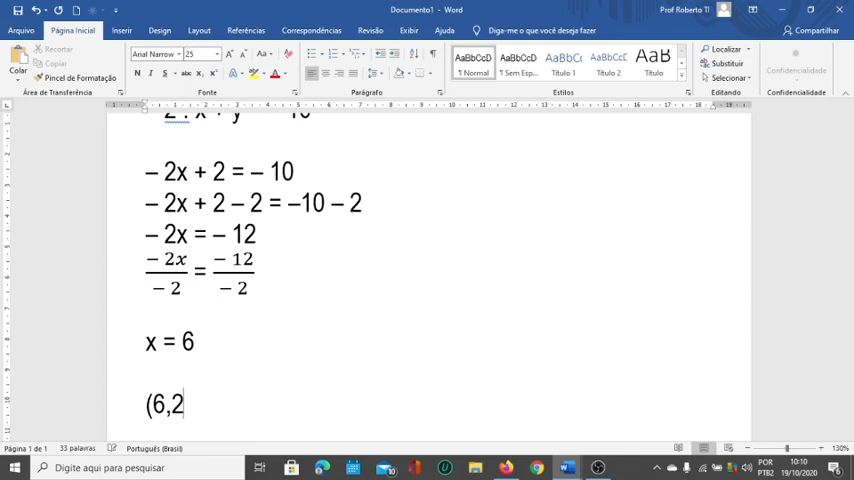 Documento1 - Word
Prof Roberto TI
Arquivo Página Inicial Inserir Design Layout Referências Correspondências Revisão Exibir Ajuda Diga-me o que você deseja fazer Compartilhar
Colar
Recortar
Copiar
Pincel de Formatação
Área de Transferência
Arial Narrow 25
N I S
Fonte
Parágrafo
AaBbCcD AaBbCcD AaBbCc AaBbCcD AaB
¶ Normal ¶ Sem Esp... Título 1 Título 2 Título
Estilos
Localizar
Substituir
Selecionar
Editando
Confidencialidade
Confidencialidade
– 2x + 2 = – 10
– 2x + 2 – 2 = –10 – 2
– 2x = – 12
− 2x / − 2 = − 12 / − 2
x = 6
(6,2
Página 1 de 1 33 palavras Português (Brasil) 130%
Digite aqui para pesquisar
POR
PTB2
10:10
19/10/2020